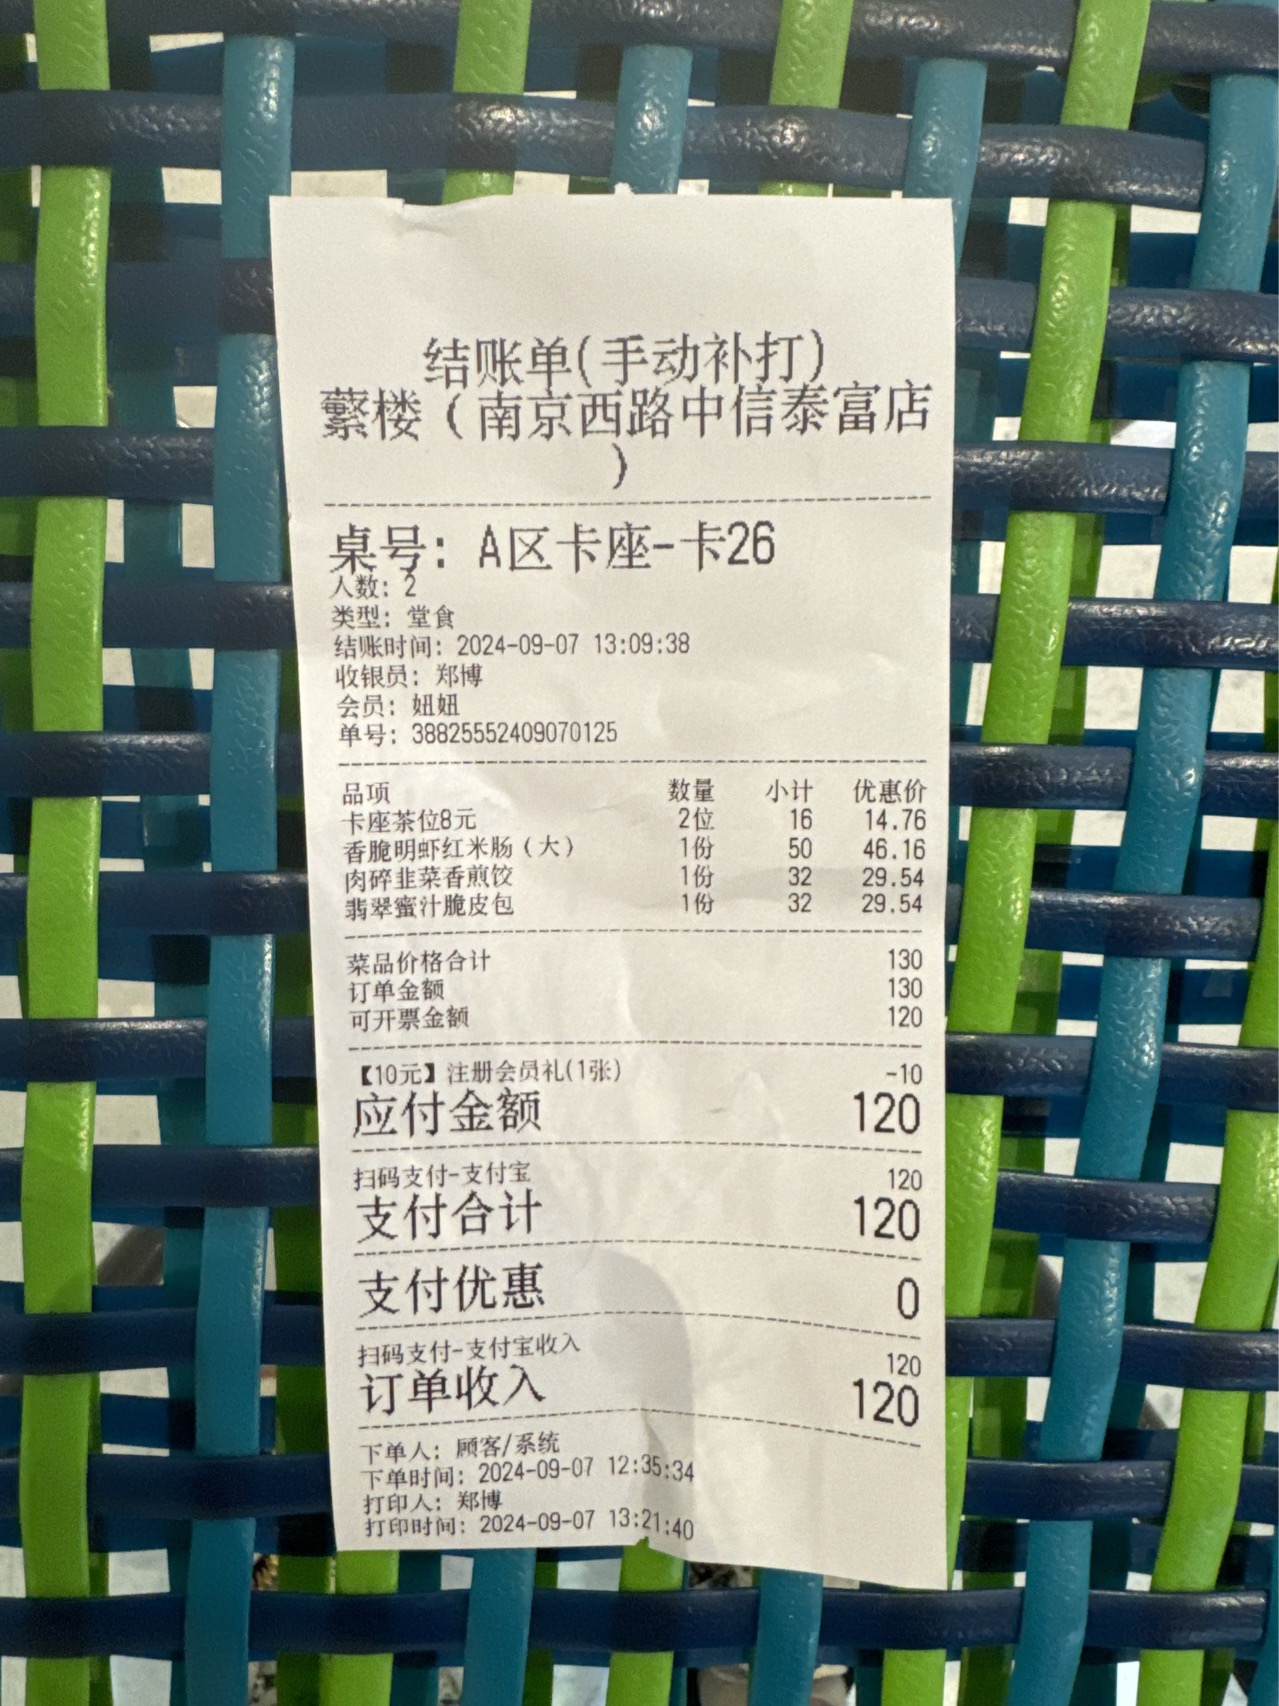 结账单(手动补打)
蘩楼（南京西路中信泰富店
）
桌号：A区卡座-卡26
人数：2
类型：堂食
结账时间：2024-09-07 13:09:38
收银员：郑博
会员：妞妞
单号：38825552409070125
品项 数量 小计 优惠价
卡座茶位8元 2位 16 14.76
香脆明虾红米肠（大） 1份 50 46.16
肉碎韭菜香煎饺 1份 32 29.54
翡翠蜜汁脆皮包 1份 32 29.54
菜品价格合计 130
订单金额 130
可开票金额 120
【10元】注册会员礼(1张) -10
应付金额 120
扫码支付-支付宝 120
支付合计 120
支付优惠 0
扫码支付-支付宝收入 120
订单收入 120
下单人：顾客/系统
下单时间：2024-09-07 12:35:34
打印人：郑博
打印时间：2024-09-07 13:21:40